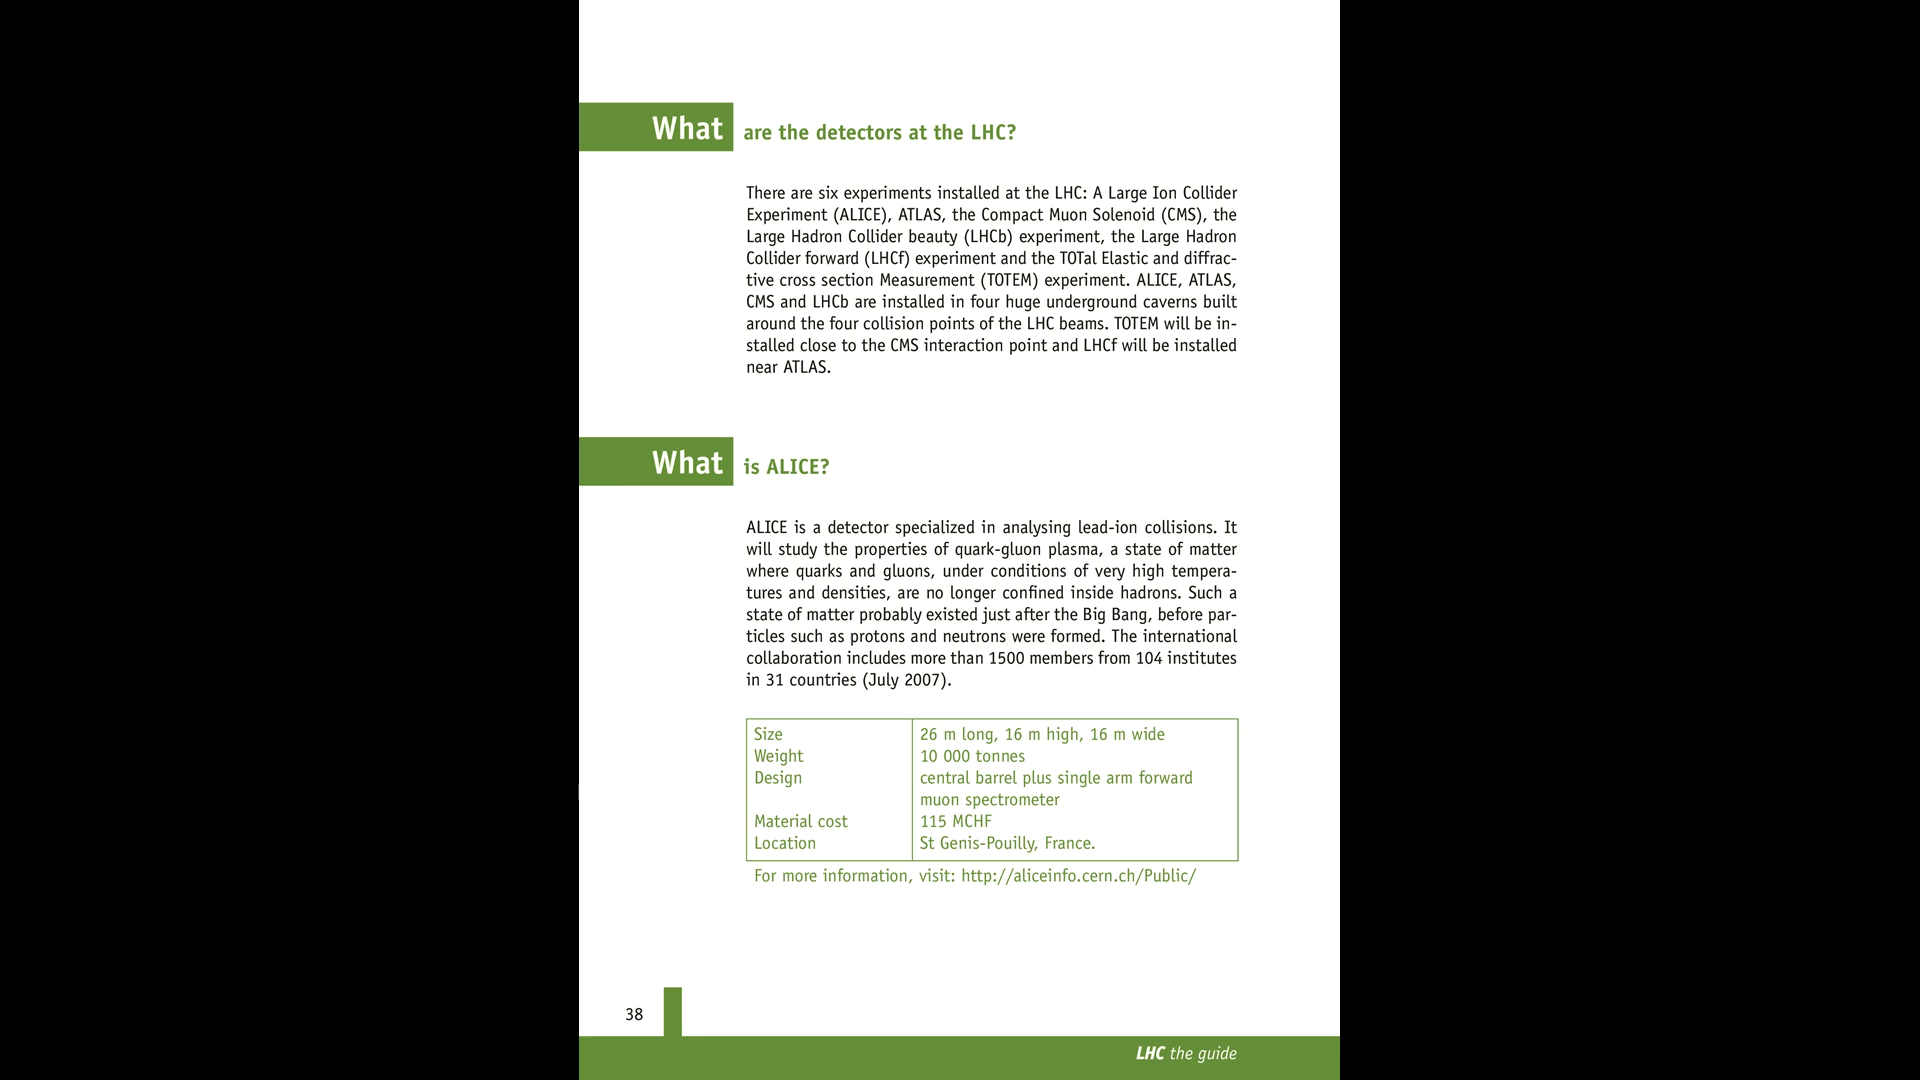 What are the detectors at the LHC?
There are six experiments installed at the LHC: A Large Ion Collider
Experiment (ALICE), ATLAS, the Compact Muon Solenoid (CMS), the
Large Hadron Collider beauty (LHCb) experiment, the Large Hadron
Collider forward (LHCf) experiment and the TOTal Elastic and diffrac-
tive cross section Measurement (TOTEM) experiment. ALICE, ATLAS,
CMS and LHCb are installed in four huge underground caverns built
around the four collision points of the LHC beams. TOTEM will be in-
stalled close to the CMS interaction point and LHCf will be installed
near ATLAS.
What is ALICE?
ALICE is a detector specialized in analysing lead-ion collisions. It
will study the properties of quark-gluon plasma, a state of matter
where quarks and gluons, under conditions of very high tempera-
tures and densities, are no longer confined inside hadrons. Such a
state of matter probably existed just after the Big Bang, before par-
ticles such as protons and neutrons were formed. The international
collaboration includes more than 1500 members from 104 institutes
in 31 countries (July 2007).
Size 26 m long, 16 m high, 16 m wide
Weight 10 000 tonnes
Design central barrel plus single arm forward
muon spectrometer
Material cost 115 MCHF
Location St Genis-Pouilly, France.
For more information, visit: http://aliceinfo.cern.ch/Public/
38
LHC the guide